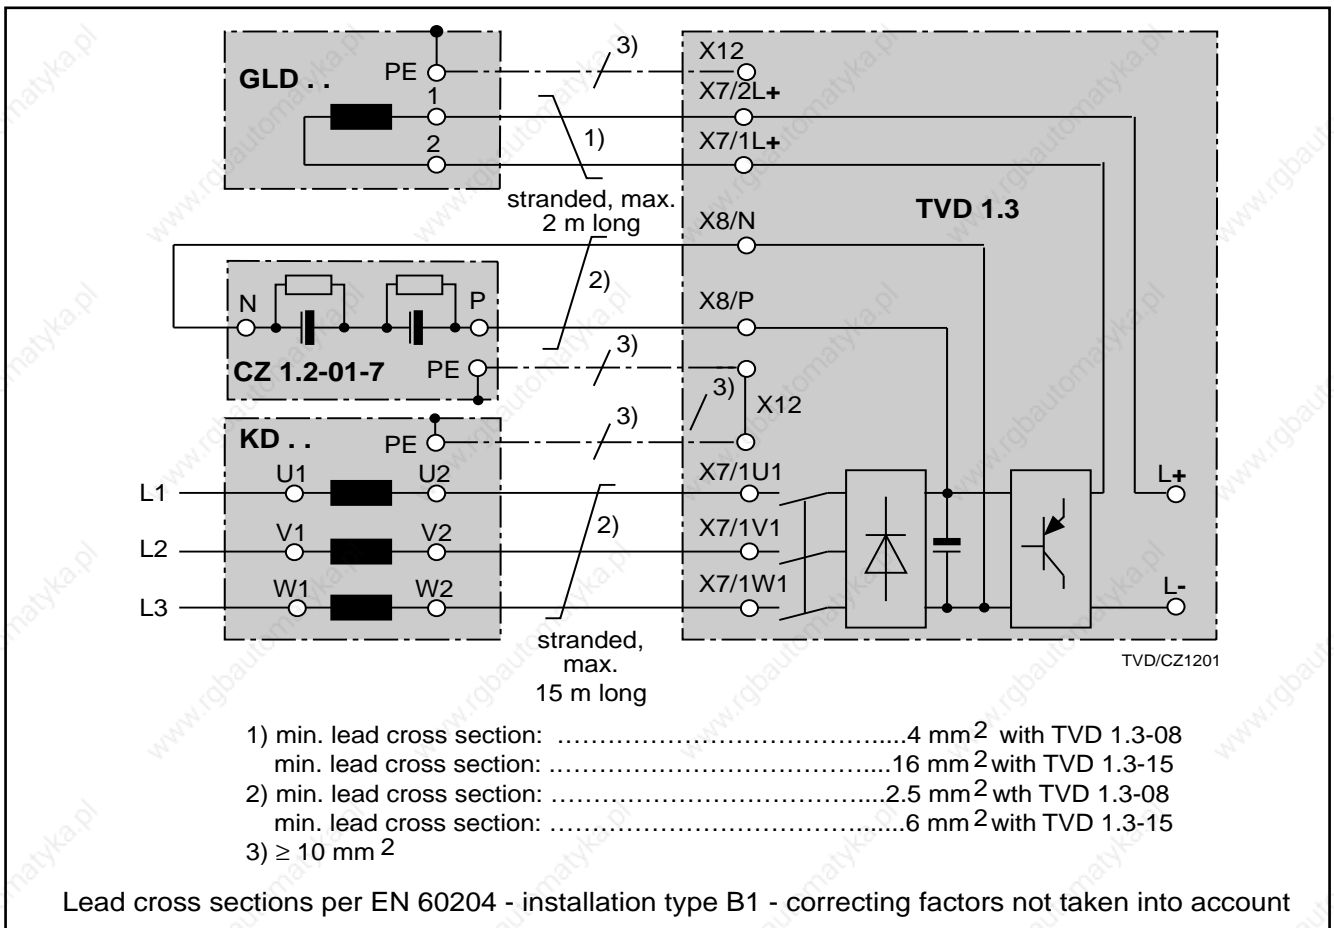 GLD . .
PE
1
2
3)
1)
stranded, max.
2 m long
X12
X7/2L+
X7/1L+
TVD 1.3
X8/N
X8/P
N
P
2)
CZ 1.2-01-7
PE
3)
3)
X12
KD . .
PE
3)
L1
U1
U2
X7/1U1
L+
L2
V1
V2
2)
X7/1V1
L3
W1
W2
X7/1W1
L-
stranded,
max.
15 m long
TVD/CZ1201
1) min. lead cross section: ........................................4 mm2 with TVD 1.3-08
min. lead cross section: ........................................16 mm2 with TVD 1.3-15
2) min. lead cross section: ........................................2.5 mm2 wth TVD 1.3-08
min. lead cross section: ........................................6 mm2 with TVD 1.3-15
3) ≥ 10 mm 2
Lead cross sections per EN 60204 - installation type B1 - correcting factors not taken into account
www.rgbautomatyka.pl